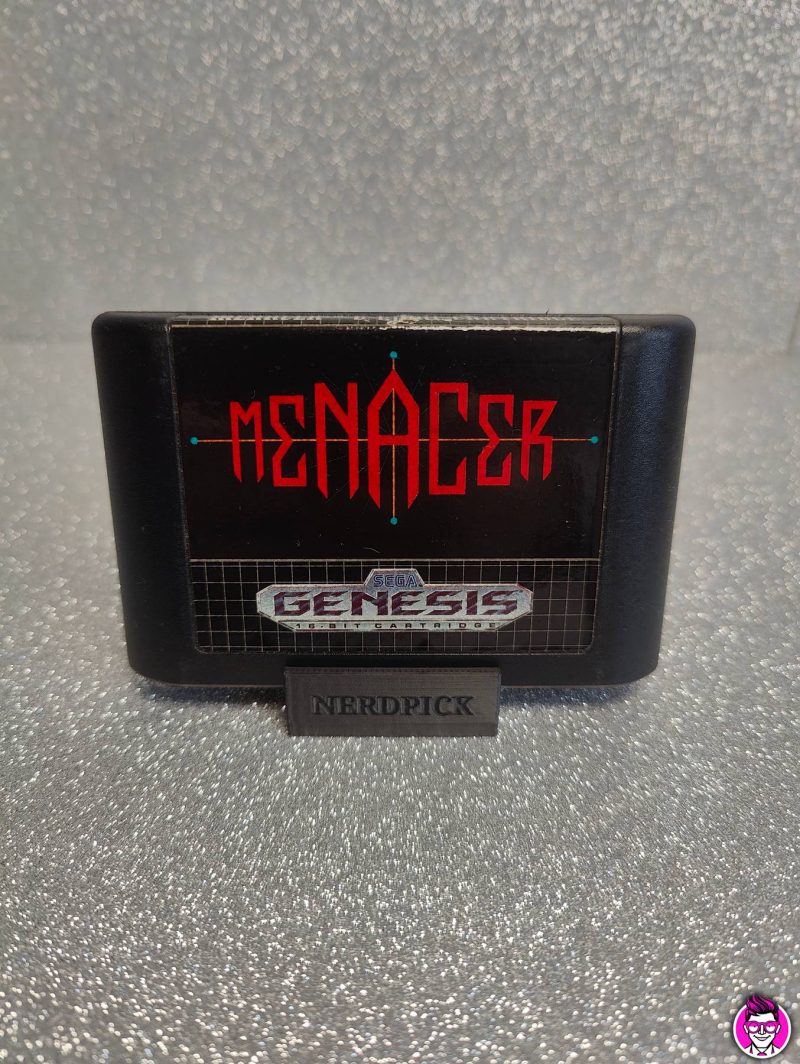 MENACER
SEGA
GENESIS
16-BIT CARTRIDGE
NERDPICK